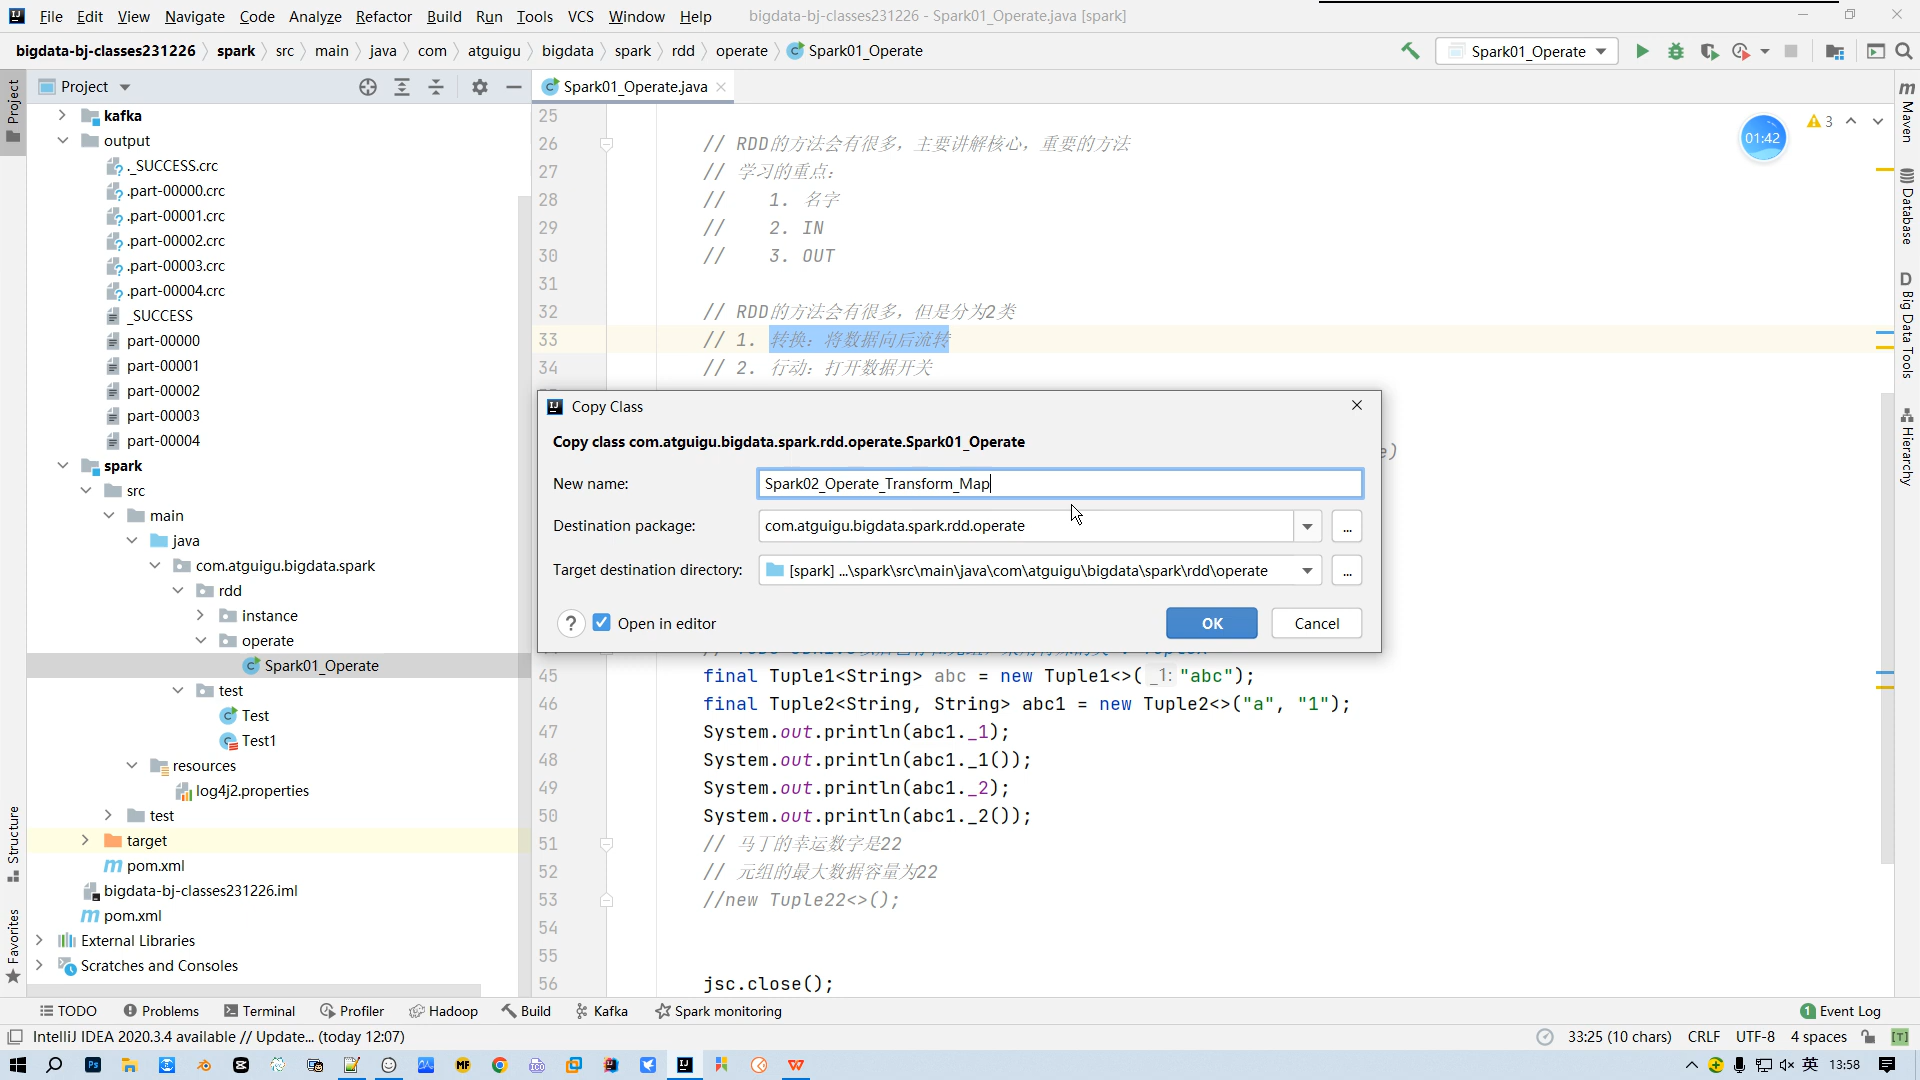 File Edit View Navigate Code Analyze Refactor Build Run Tools VCS Window Help bigdata-bj-classes231226 - Spark01_Operate.java [spark]
bigdata-bj-classes231226 spark src main java com atguigu bigdata spark rdd operate Spark01_Operate
Spark01_Operate
Project
Spark01_Operate.java
Project
kafka
output
._SUCCESS.crc
.part-00000.crc
.part-00001.crc
.part-00002.crc
.part-00003.crc
.part-00004.crc
_SUCCESS
part-00000
part-00001
part-00002
part-00003
part-00004
spark
src
main
java
com.atguigu.bigdata.spark
rdd
instance
operate
Spark01_Operate
test
Test
Test1
resources
log4j2.properties
test
target
pom.xml
bigdata-bj-classes231226.iml
pom.xml
External Libraries
Scratches and Consoles
Structure
Favorites
25
26 // RDD的方法会有很多，主要讲解核心，重要的方法
27 // 学习的重点：
28 // 1. 名字
29 // 2. IN
30 // 3. OUT
31
32 // RDD的方法会有很多，但是分为2类
33 // 1. 转换：将数据向后流转
34 // 2. 行动：打开数据开关
01:42
3
Copy Class
Copy class com.atguigu.bigdata.spark.rdd.operate.Spark01_Operate
New name: Spark02_Operate_Transform_Map
Destination package: com.atguigu.bigdata.spark.rdd.operate ...
Target destination directory: [spark] ...\spark\src\main\java\com\atguigu\bigdata\spark\rdd\operate ...
? Open in editor OK Cancel
45 final Tuple1<String> abc = new Tuple1<>( _1: "abc");
46 final Tuple2<String, String> abc1 = new Tuple2<>("a", "1");
47 System.out.println(abc1._1);
48 System.out.println(abc1._1());
49 System.out.println(abc1._2);
50 System.out.println(abc1._2());
51 // 马丁的幸运数字是22
52 // 元组的最大数据容量为22
53 //new Tuple22<>();
54
55
56 jsc.close();
Maven
Database
Big Data Tools
Hierarchy
TODO Problems Terminal Profiler Hadoop Build Kafka Spark monitoring 1 Event Log
IntelliJ IDEA 2020.3.4 available // Update... (today 12:07) 33:25 (10 chars) CRLF UTF-8 4 spaces
英 13:58